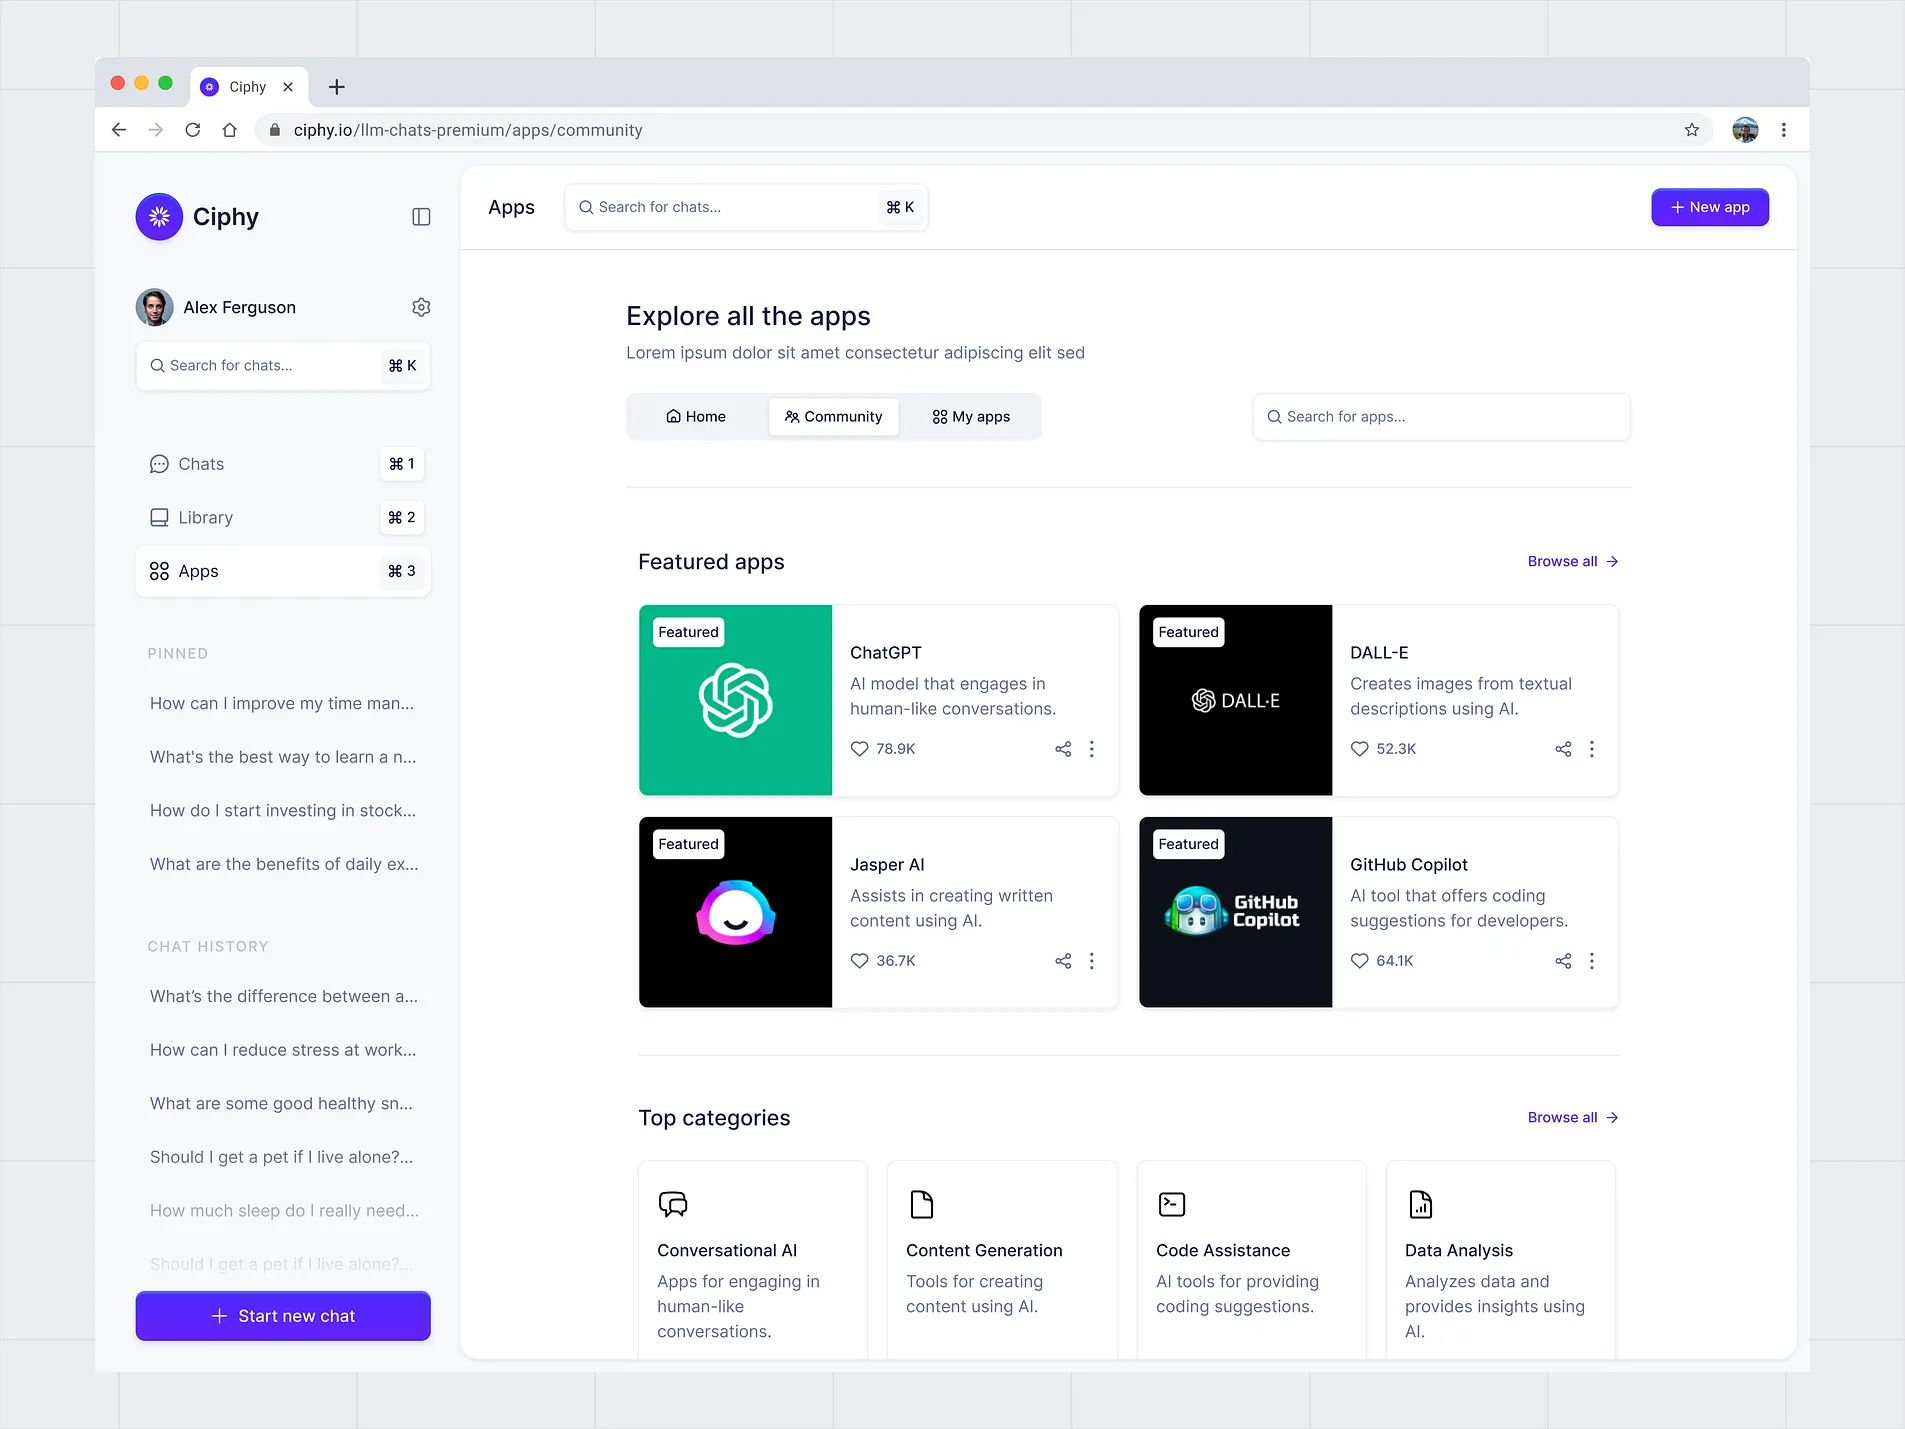 Ciphy
ciphy.io/llm-chats-premium/apps/community
Ciphy
Alex Ferguson
Search for chats...
⌘ K
Chats
⌘ 1
Library
⌘ 2
Apps
⌘ 3
PINNED
How can I improve my time man...
What's the best way to learn a n...
How do I start investing in stock...
What are the benefits of daily ex...
CHAT HISTORY
What’s the difference between a...
How can I reduce stress at work...
What are some good healthy sn...
Should I get a pet if I live alone?...
How much sleep do I really need...
Should I get a pet if I live alone?...
Start new chat
Apps
Search for chats...
⌘ K
New app
Explore all the apps
Lorem ipsum dolor sit amet consectetur adipiscing elit sed
Home
Community
My apps
Search for apps...
Featured apps
Browse all
Featured
ChatGPT
AI model that engages in
human-like conversations.
78.9K
Featured
DALL·E
DALL-E
Creates images from textual
descriptions using AI.
52.3K
Featured
Jasper AI
Assists in creating written
content using AI.
36.7K
Featured
GitHub
Copilot
GitHub Copilot
AI tool that offers coding
suggestions for developers.
64.1K
Top categories
Browse all
Conversational AI
Apps for engaging in
human-like
conversations.
Content Generation
Tools for creating
content using AI.
Code Assistance
AI tools for providing
coding suggestions.
Data Analysis
Analyzes data and
provides insights using
AI.